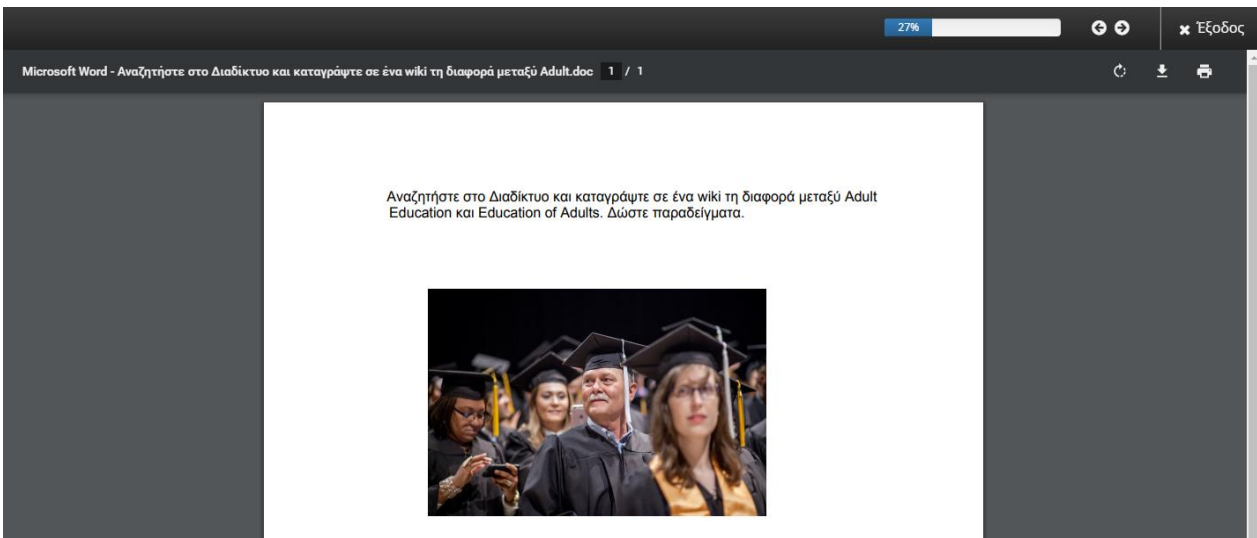 27%
Έξοδος
Microsoft Word - Αναζητήστε στο Διαδίκτυο και καταγράψτε σε ένα wiki τη διαφορά μεταξύ Adult.doc 1 / 1
Αναζητήστε στο Διαδίκτυο και καταγράψτε σε ένα wiki τη διαφορά μεταξύ Adult
Education και Education of Adults. Δώστε παραδείγματα.